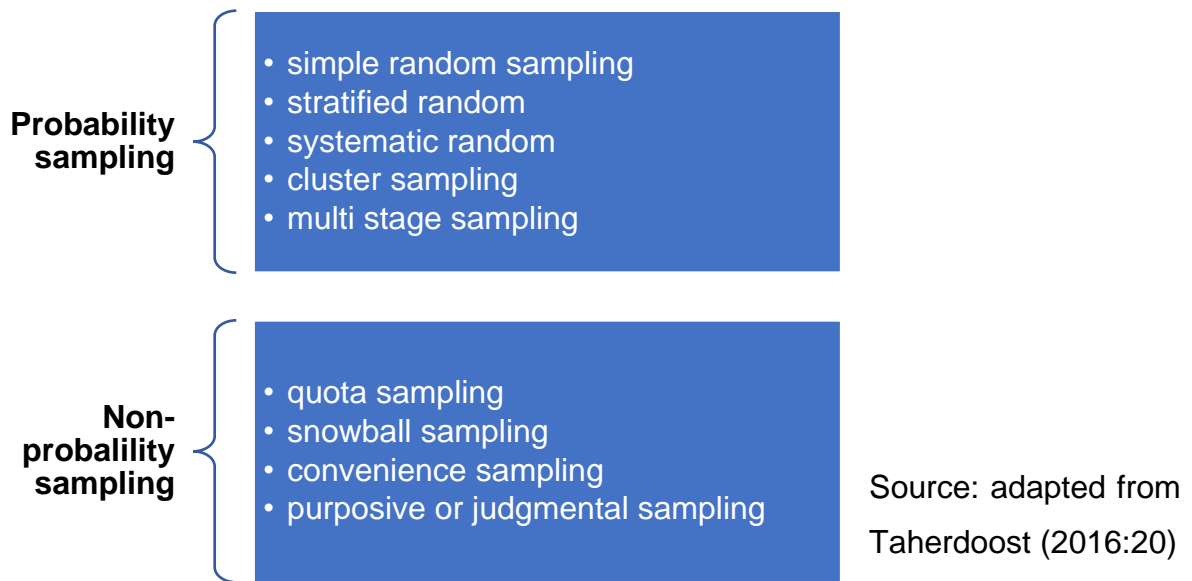 Probability
sampling
• simple random sampling
• stratified random
• systematic random
• cluster sampling
• multi stage sampling
Non-
probalility
sampling
• quota sampling
• snowball sampling
• convenience sampling
• purposive or judgmental sampling
Source: adapted from
Taherdoost (2016:20)